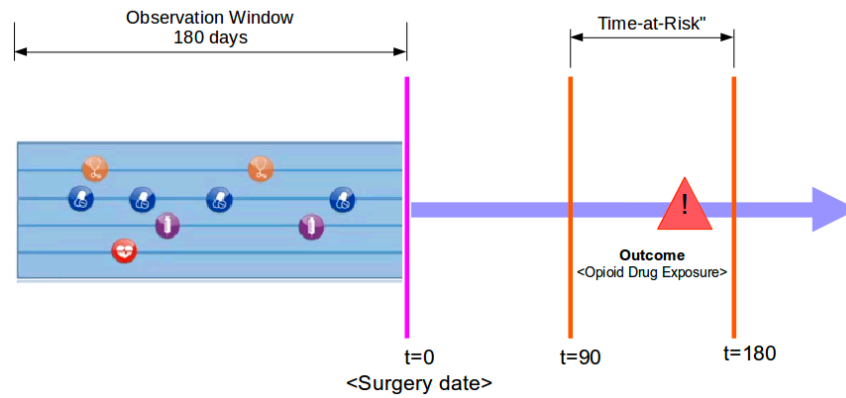 Observation Window
180 days
Time-at-Risk"
!
Outcome
<Opioid Drug Exposure>
t=0
t=90
t=180
<Surgery date>